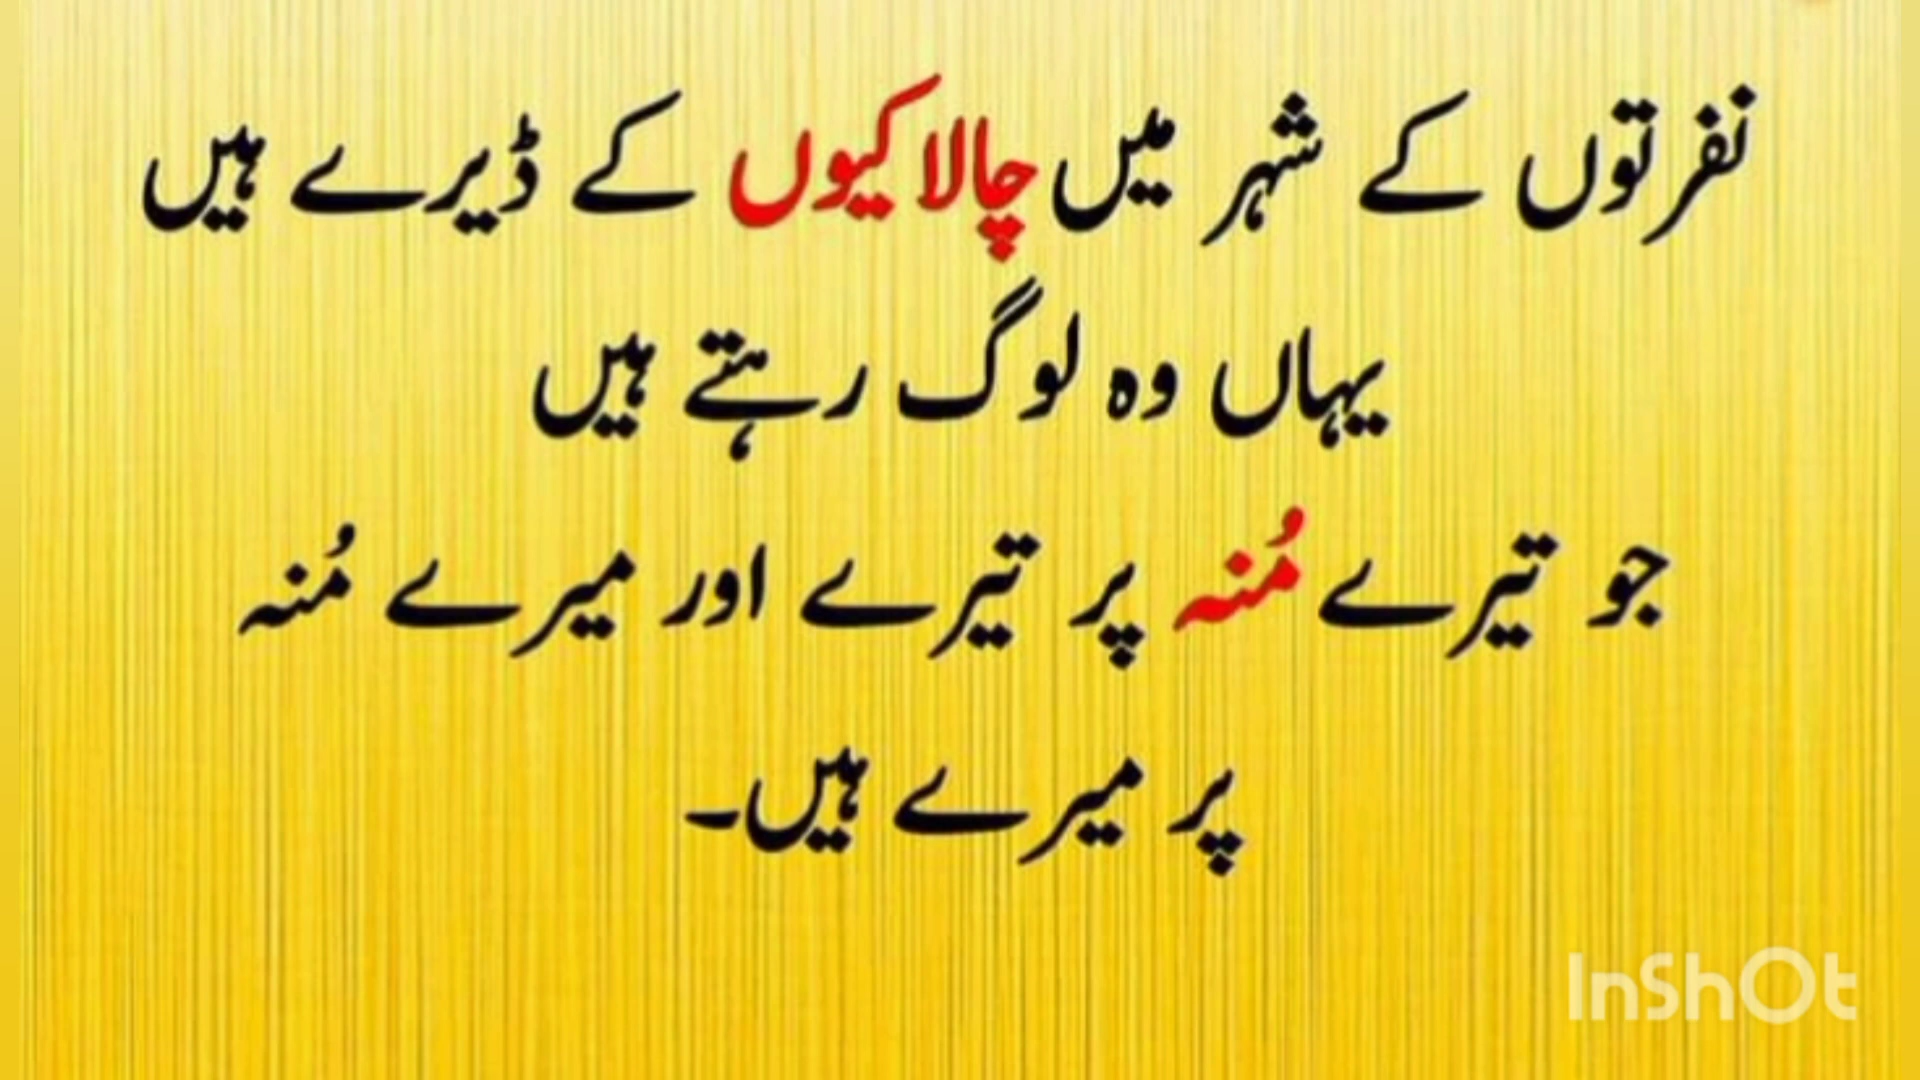 نفرتوں کے شہر میں چالاکیوں کے ڈیرے ہیں
یہاں وہ لوگ رہتے ہیں
جو تیرے مُنہ پر تیرے اور میرے مُنہ
پر میرے ہیں۔
InShOt